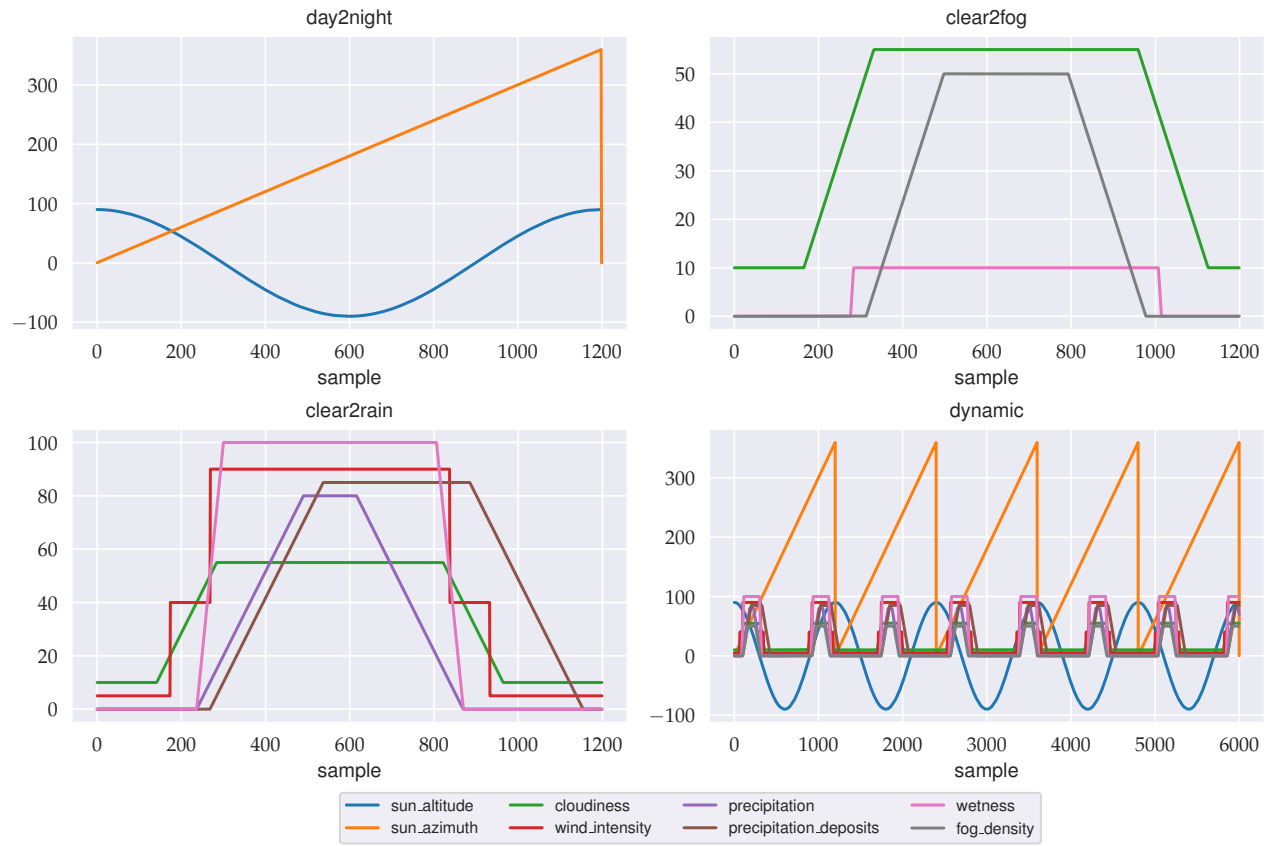 day2night
300
200
100
0
−100
0 200 400 600 800 1000 1200
sample
clear2fog
50
40
30
20
10
0
0 200 400 600 800 1000 1200
sample
clear2rain
100
80
60
40
20
0
0 200 400 600 800 1000 1200
sample
dynamic
300
200
100
0
−100
0 1000 2000 3000 4000 5000 6000
sample
sun_altitude cloudiness precipitation wetness
sun_azimuth wind_intensity precipitation_deposits fog_density